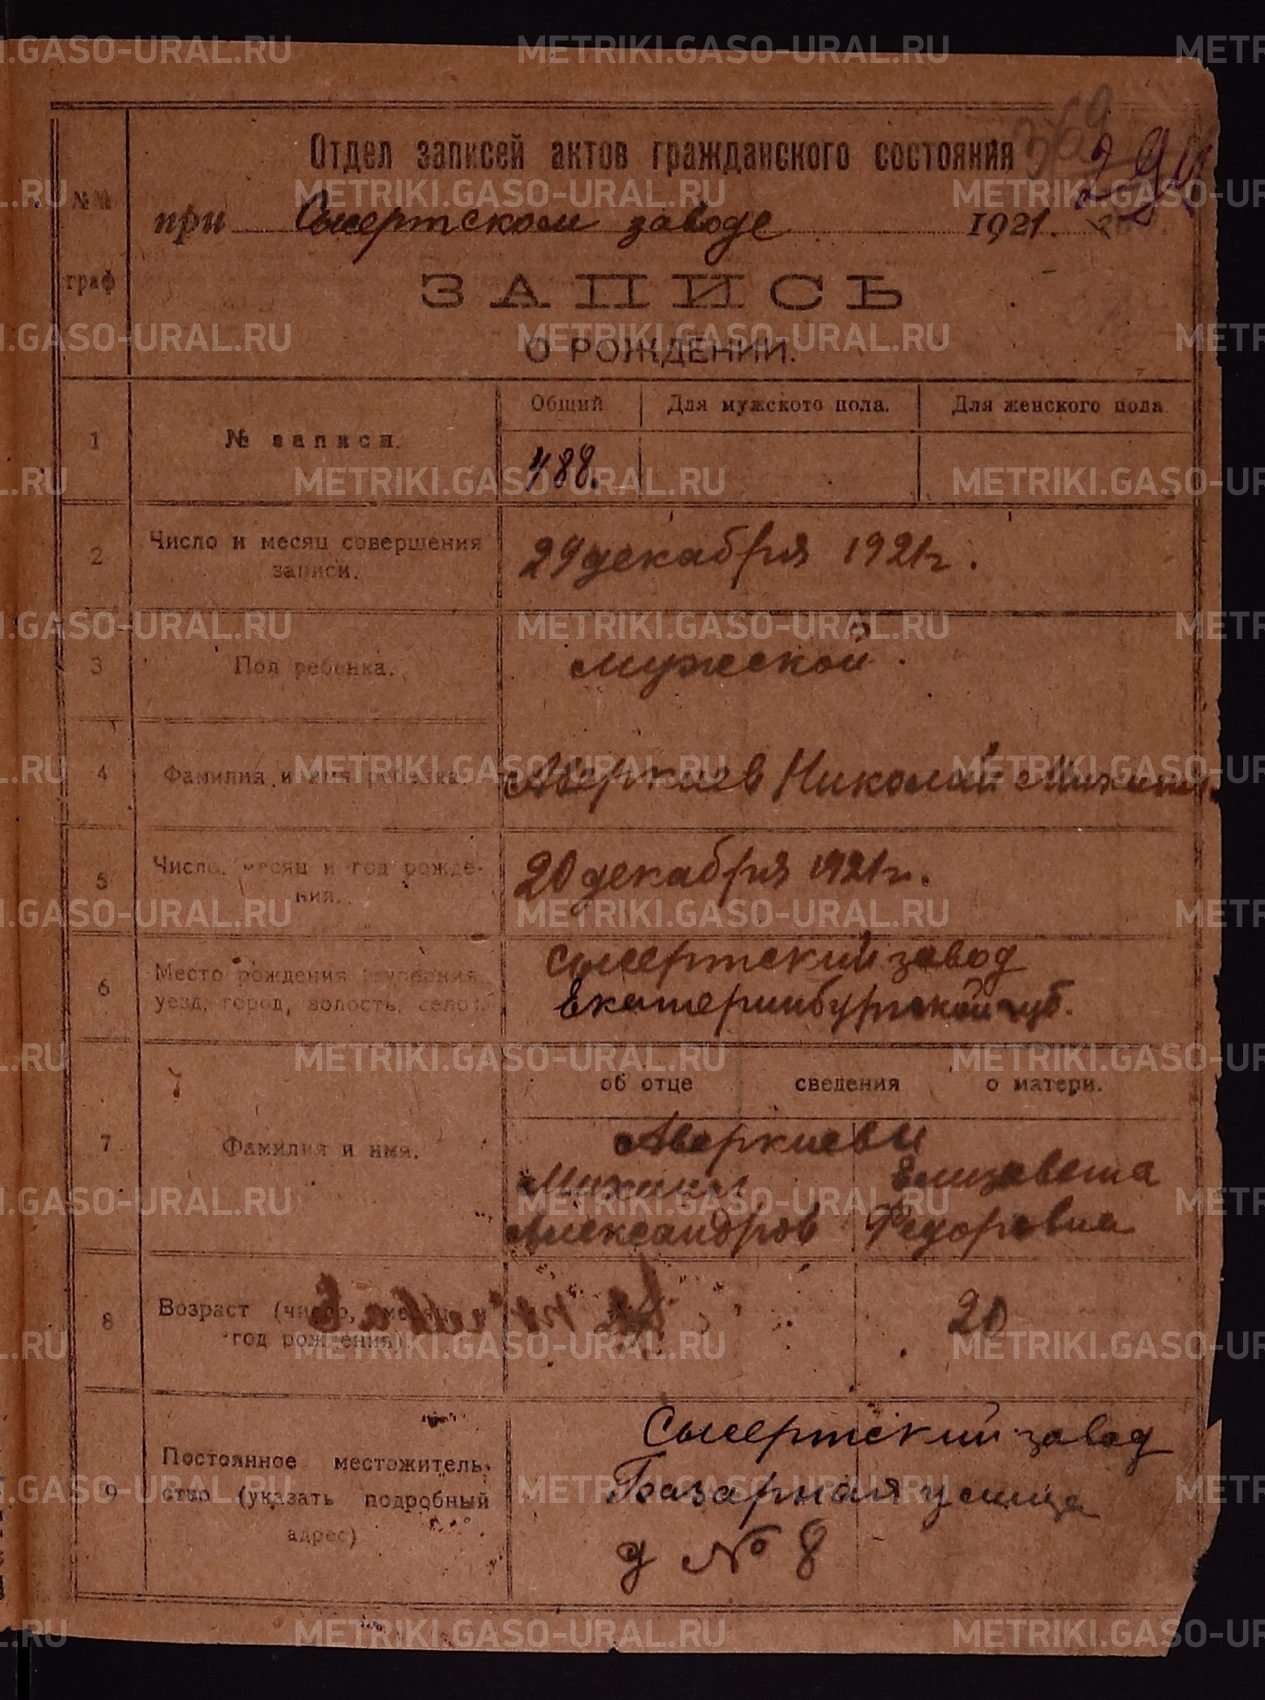 Отдел записей актов гражданского состояния
№№ граф
при Сысертском заводе 1921.
ЗАПИСЬ
О РОЖДЕНИИ.
Общий Для мужского пола. Для женского пола
1 № записи. 488.
2 Число и месяц совершения
записи.
29 декабря 1921 г.
3 Пол ребенка. мужской.
4 Фамилия и имя ребенка. Аверкиев Николай Михаил
5 Число, месяц и год рожде-
ния.
20 декабря 1921 г.
6 Место рождения (губерния,
уезд, город, волость, село).
Сысертский завод
Екатеринбургской губ.
об отце сведения о матери.
7 Фамилия и имя.
Аверкиевы
Михаил Елизавета
Александров Федоровна
8 Возраст (число, месяц и
год рождения)
20
9 Постоянное местожитель-
ство (указать подробный
адрес)
Сысертский завод
Базарная улица
д № 8
METRIKI.GASO-URAL.RU